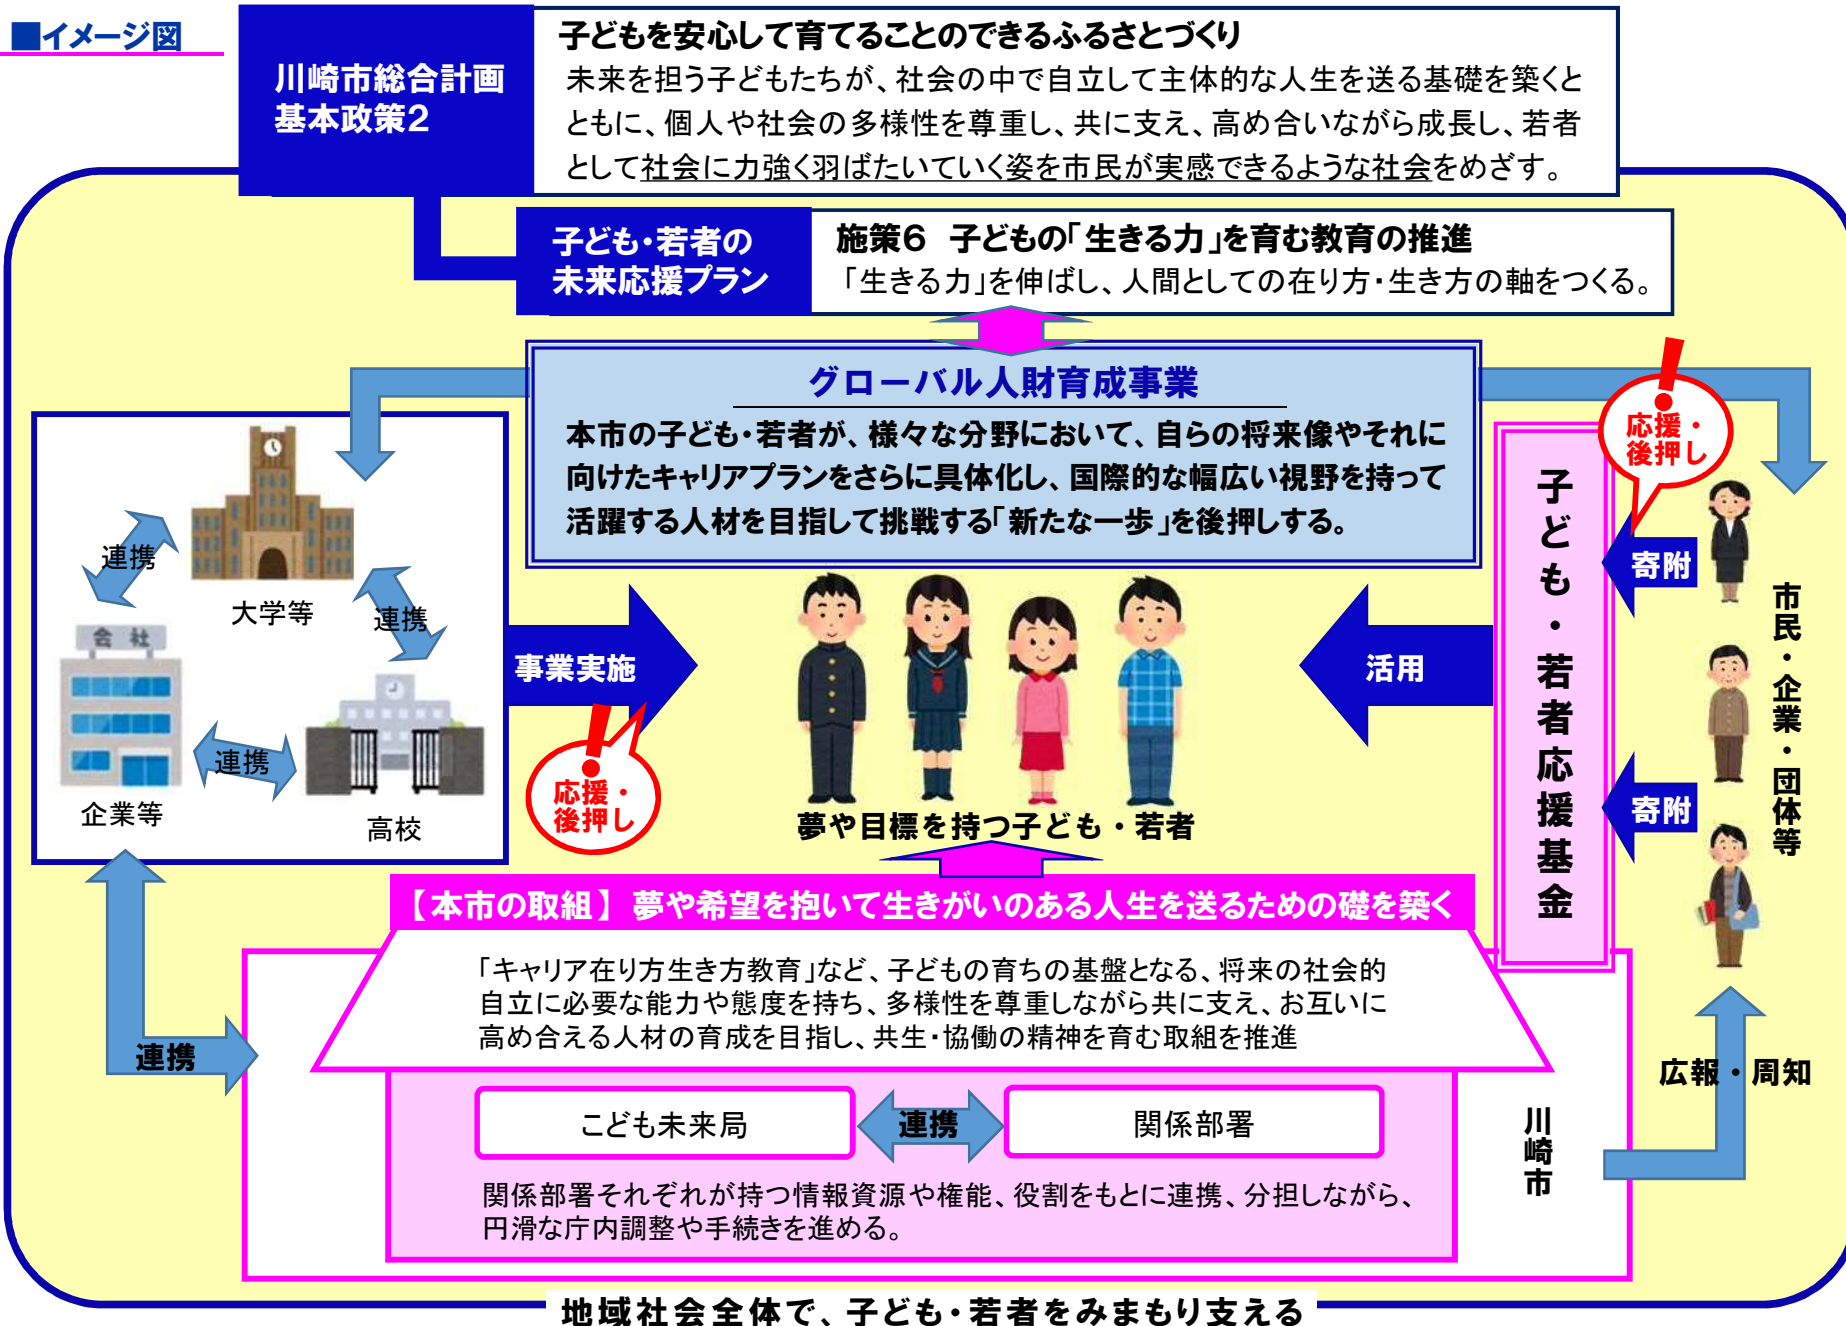 ■イメージ図
川崎市総合計画
基本政策2
子どもを安心して育てることのできるふるさとづくり
未来を担う子どもたちが、社会の中で自立して主体的な人生を送る基礎を築くと
ともに、個人や社会の多様性を尊重し、共に支え、高め合いながら成長し、若者
として社会に力強く羽ばたいていく姿を市民が実感できるような社会をめざす。
子ども・若者の
未来応援プラン
施策6 子どもの「生きる力」を育む教育の推進
「生きる力」を伸ばし、人間としての在り方・生き方の軸をつくる。
グローバル人財育成事業
本市の子ども・若者が、様々な分野において、自らの将来像やそれに
向けたキャリアプランをさらに具体化し、国際的な幅広い視野を持って
活躍する人材を目指して挑戦する「新たな一歩」を後押しする。
連携
大学等
連携
会社
企業等
連携
高校
事業実施
!
応援・
後押し
夢や目標を持つ子ども・若者
活用
子ども・若者応援基金
!
応援・
後押し
寄附
寄附
市民・企業・団体等
【本市の取組】夢や希望を抱いて生きがいのある人生を送るための礎を築く
「キャリア在り方生き方教育」など、子どもの育ちの基盤となる、将来の社会的
自立に必要な能力や態度を持ち、多様性を尊重しながら共に支え、お互いに
高め合える人材の育成を目指し、共生・協働の精神を育む取組を推進
連携
こども未来局
連携
関係部署
関係部署それぞれが持つ情報資源や権能、役割をもとに連携、分担しながら、
円滑な庁内調整や手続きを進める。
川崎市
広報・周知
地域社会全体で、子ども・若者をみまもり支える